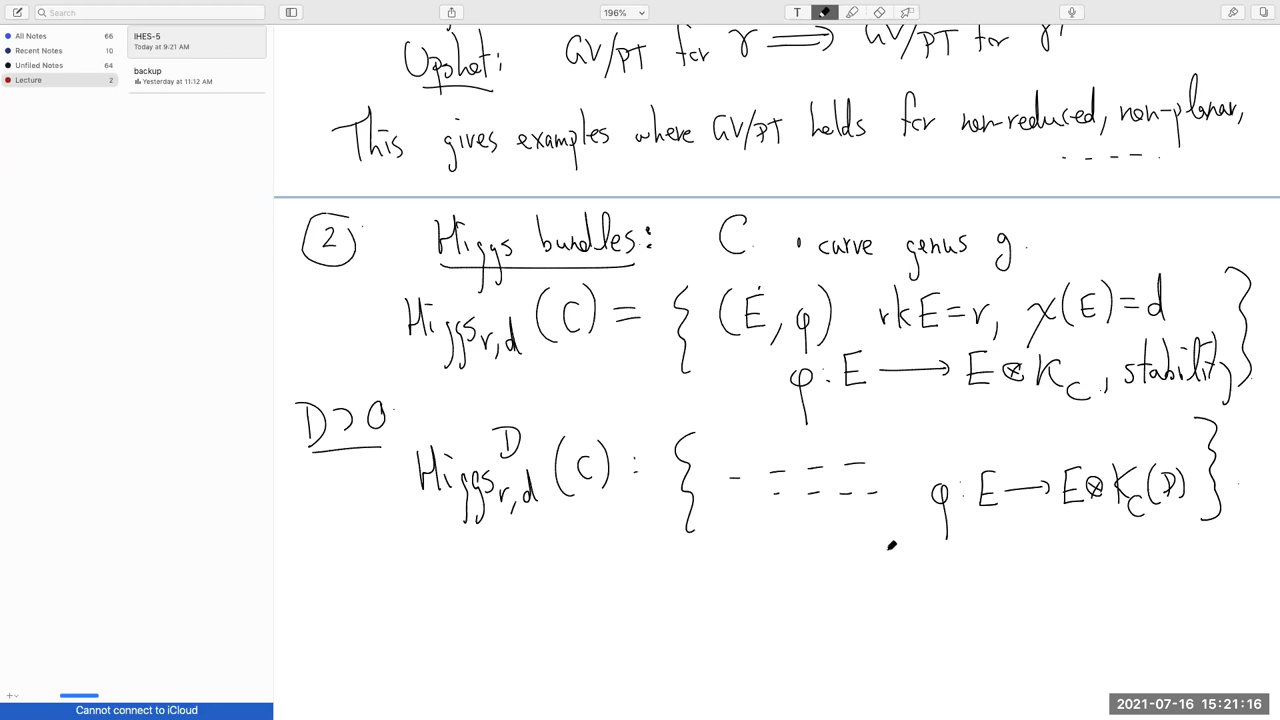 Search
196%
T
All Notes 66
Recent Notes 10
Unfiled Notes 64
Lecture 2
IHES-5
Today at 9:21 AM
backup
Yesterday at 11:12 AM
Upshot: GV/PT for γ ⟹ GV/PT for γ'
This gives examples where GV/PT holds for non-reduced, non-planar,
② Higgs bundles: C curve genus g.
Higgs_{r,d}(C) = { (E, φ) rk E = r, χ(E) = d
φ: E ⟶ E ⊗ K_C, stability }
D > 0
Higgs^D_{r,d}(C) : { - - - - φ: E ⟶ E ⊗ K_C(D) }
Cannot connect to iCloud
2021-07-16 15:21:16